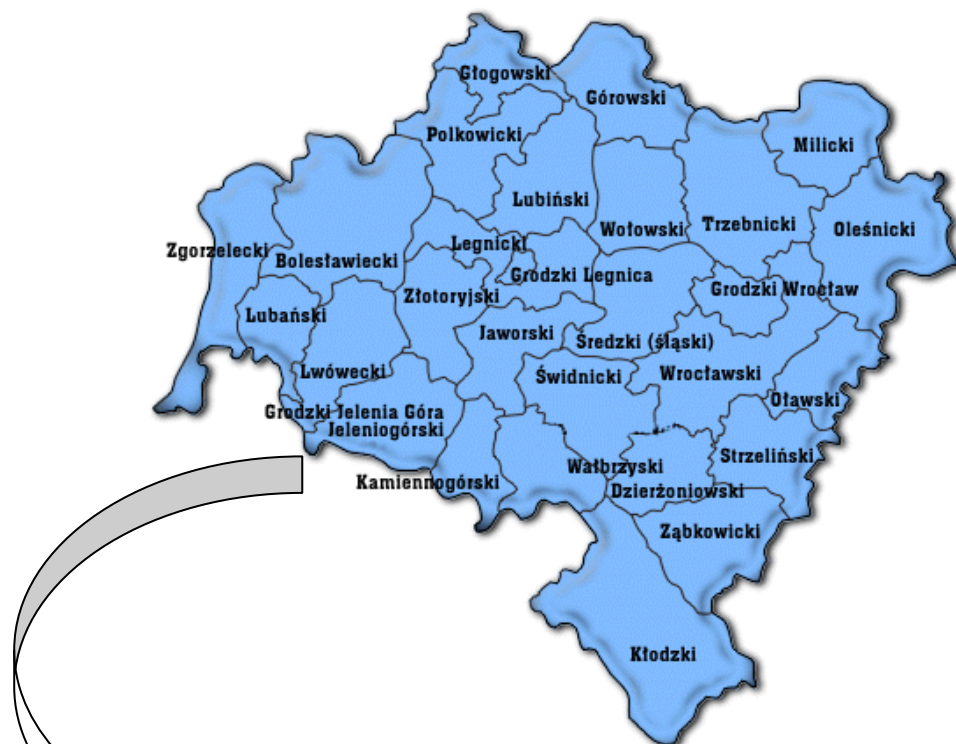 Głogowski
Górowski
Polkowicki
Milicki
Lubiński
Wołowski
Trzebnicki
Oleśnicki
Zgorzelecki
Legnicki
Bolesławiecki
Grodzki Legnica
Grodzki Wrocław
Złotoryjski
Lubański
Jaworski
Średzki (śląski)
Lwówecki
Świdnicki
Wrocławski
Oławski
Grodzki Jelenia Góra
Jeleniogórski
Strzeliński
Wałbrzyski
Kamiennogórski
Dzierżoniowski
Ząbkowicki
Kłodzki